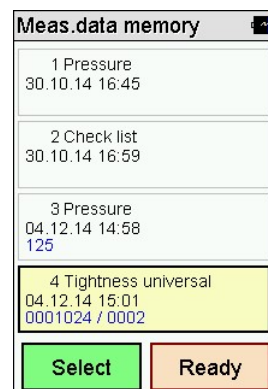 Meas.data memory
1 Pressure
30.10.14 16:45
2 Check list
30.10.14 16:59
3 Pressure
04.12.14 14:58
125
4 Tightness universal
04.12.14 15:01
0001024 / 0002
Select
Ready